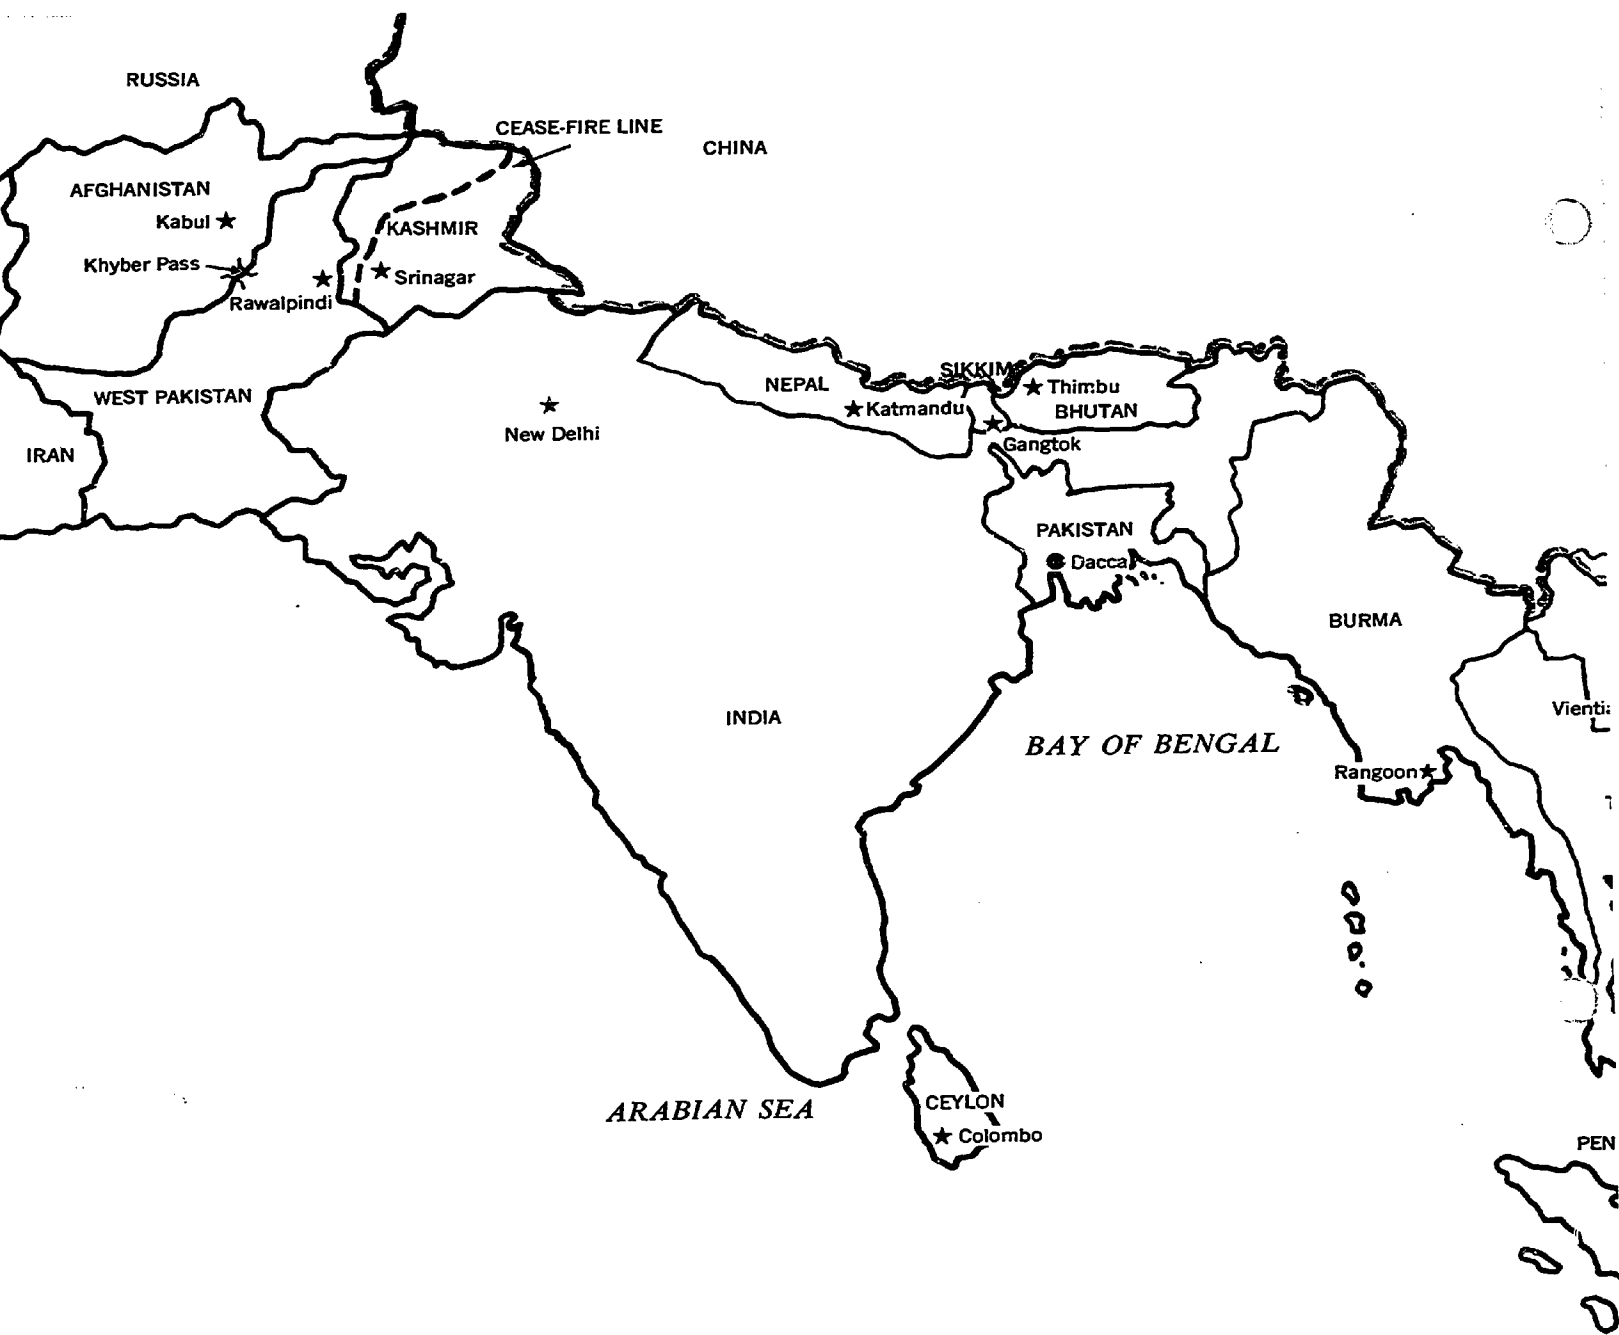 RUSSIA
CEASE-FIRE LINE
CHINA
AFGHANISTAN
Kabul
KASHMIR
Khyber Pass
Srinagar
Rawalpindi
SIKKIM
NEPAL
Thimbu
WEST PAKISTAN
Katmandu
BHUTAN
New Delhi
Gangtok
IRAN
PAKISTAN
Dacca
BURMA
Vienti
INDIA
BAY OF BENGAL
Rangoon
CEYLON
ARABIAN SEA
Colombo
PEN